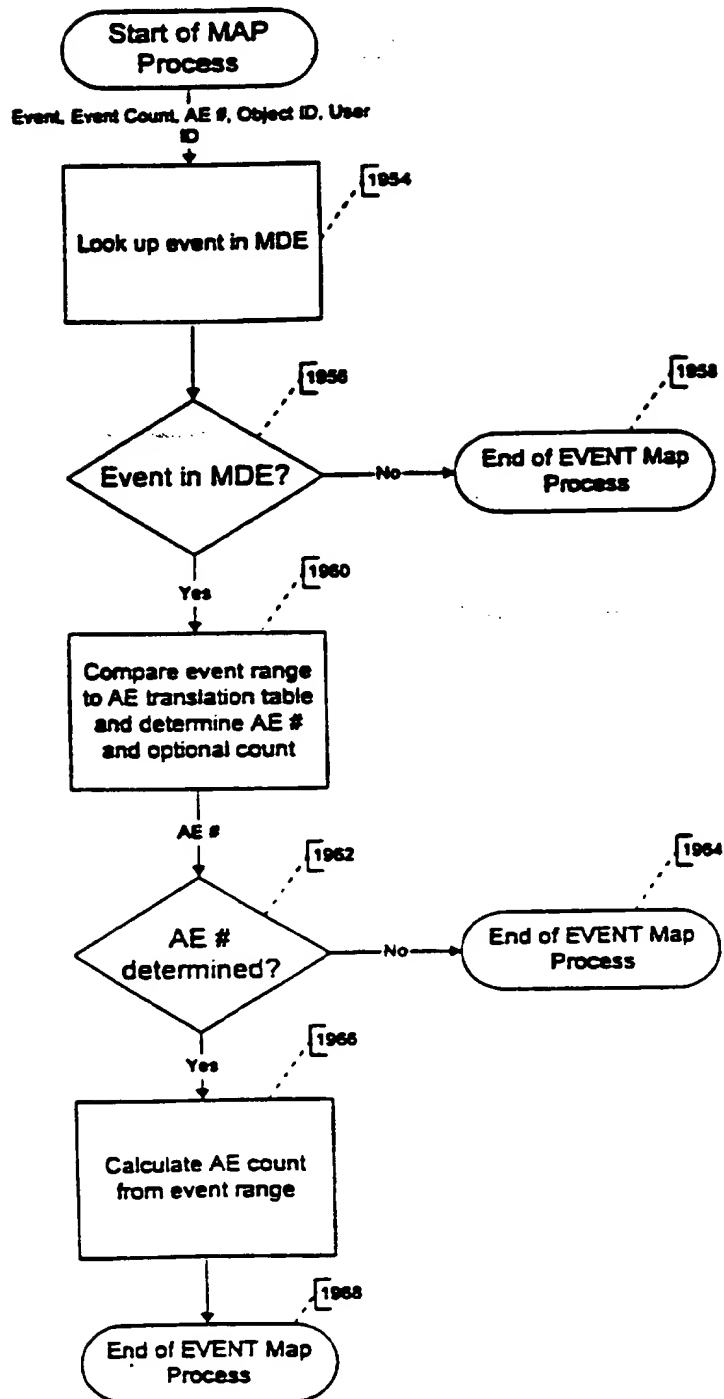 Start of MAP
Process
Event, Event Count, AE #, Object ID, User
ID
1954
Look up event in MDE
1956
1958
Event in MDE?
No
End of EVENT Map
Process
Yes
1960
Compare event range
to AE translation table
and determine AE #
and optional count
AE #
1962
1964
AE #
determined?
No
End of EVENT Map
Process
Yes
1966
Calculate AE count
from event range
1968
End of EVENT Map
Process